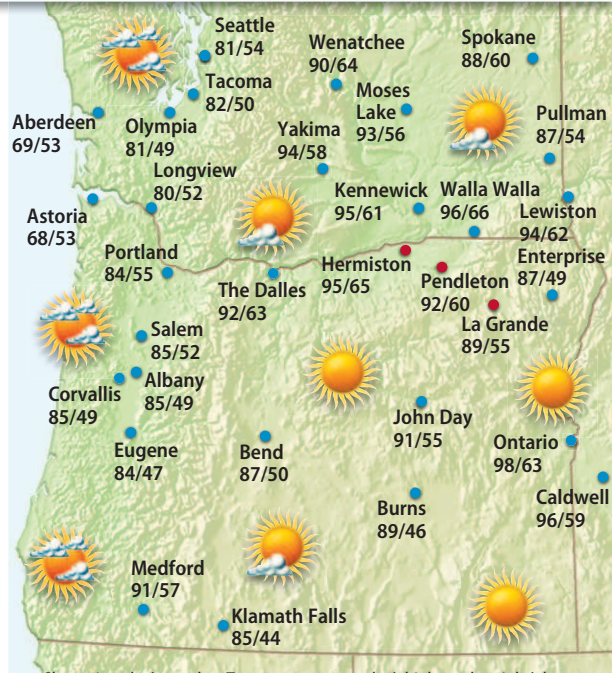 Seattle
81/54
Wenatchee
90/64
Spokane
88/60
Tacoma
82/50
Moses
Lake
93/56
Aberdeen
69/53
Olympia
81/49
Yakima
94/58
Pullman
87/54
Longview
80/52
Kennewick
95/61
Walla Walla
96/66
Lewiston
94/62
Astoria
68/53
Portland
84/55
The Dalles
92/63
Hermiston
95/65
Pendleton
92/60
Enterprise
87/49
La Grande
89/55
Salem
85/52
Albany
85/49
Corvallis
85/49
John Day
91/55
Eugene
84/47
Bend
87/50
Ontario
98/63
Caldwell
96/59
Burns
89/46
Medford
91/57
Klamath Falls
85/44